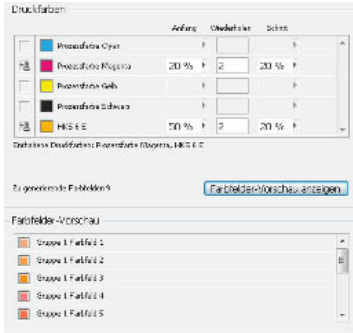 Druckfarben
Anfang Wiederholen Schritt
Prozessfarbe Cyan
Prozessfarbe Magenta 20 % 2 20 %
Prozessfarbe Gelb
Prozessfarbe Schwarz
HKS 6 E 50 % 2 20 %
Enthaltene Druckfarben: Prozessfarbe Magenta, HKS 6 E
Zu generierende Farbfelden 9
Farbfelder-Vorschau anzeigen
Farbfelder-Vorschau
Gruppe 1 Farbfeld 1
Gruppe 1 Farbfeld 2
Gruppe 1 Farbfeld 3
Gruppe 1 Farbfeld 4
Gruppe 1 Farbfeld 5